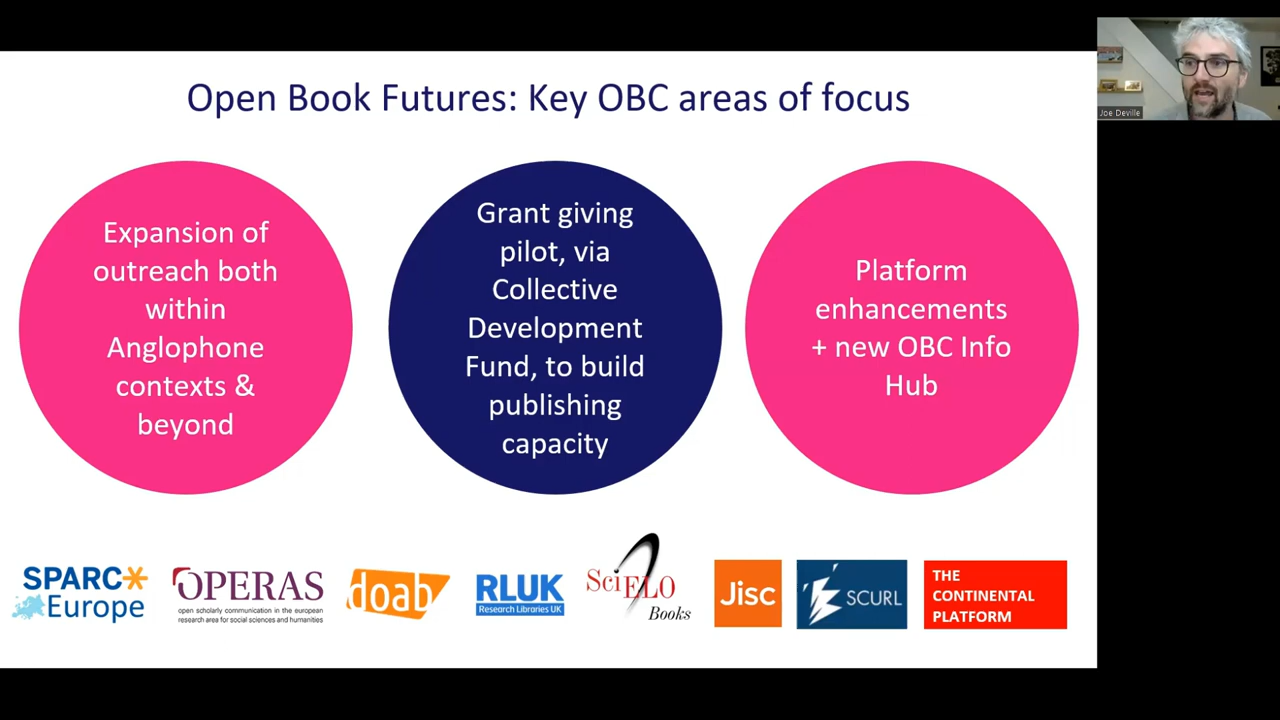 Open Book Futures: Key OBC areas of focus
Joe Deville
Expansion of
outreach both
within
Anglophone
contexts &
beyond
Grant giving
pilot, via
Collective
Development
Fund, to build
publishing
capacity
Platform
enhancements
+ new OBC Info
Hub
SPARC
Europe
OPERAS
open scholarly communication in the european
research area for social sciences and humanities
doab
RLUK
Research Libraries UK
SciELO
Books
Jisc
SCURL
THE
CONTINENTAL
PLATFORM